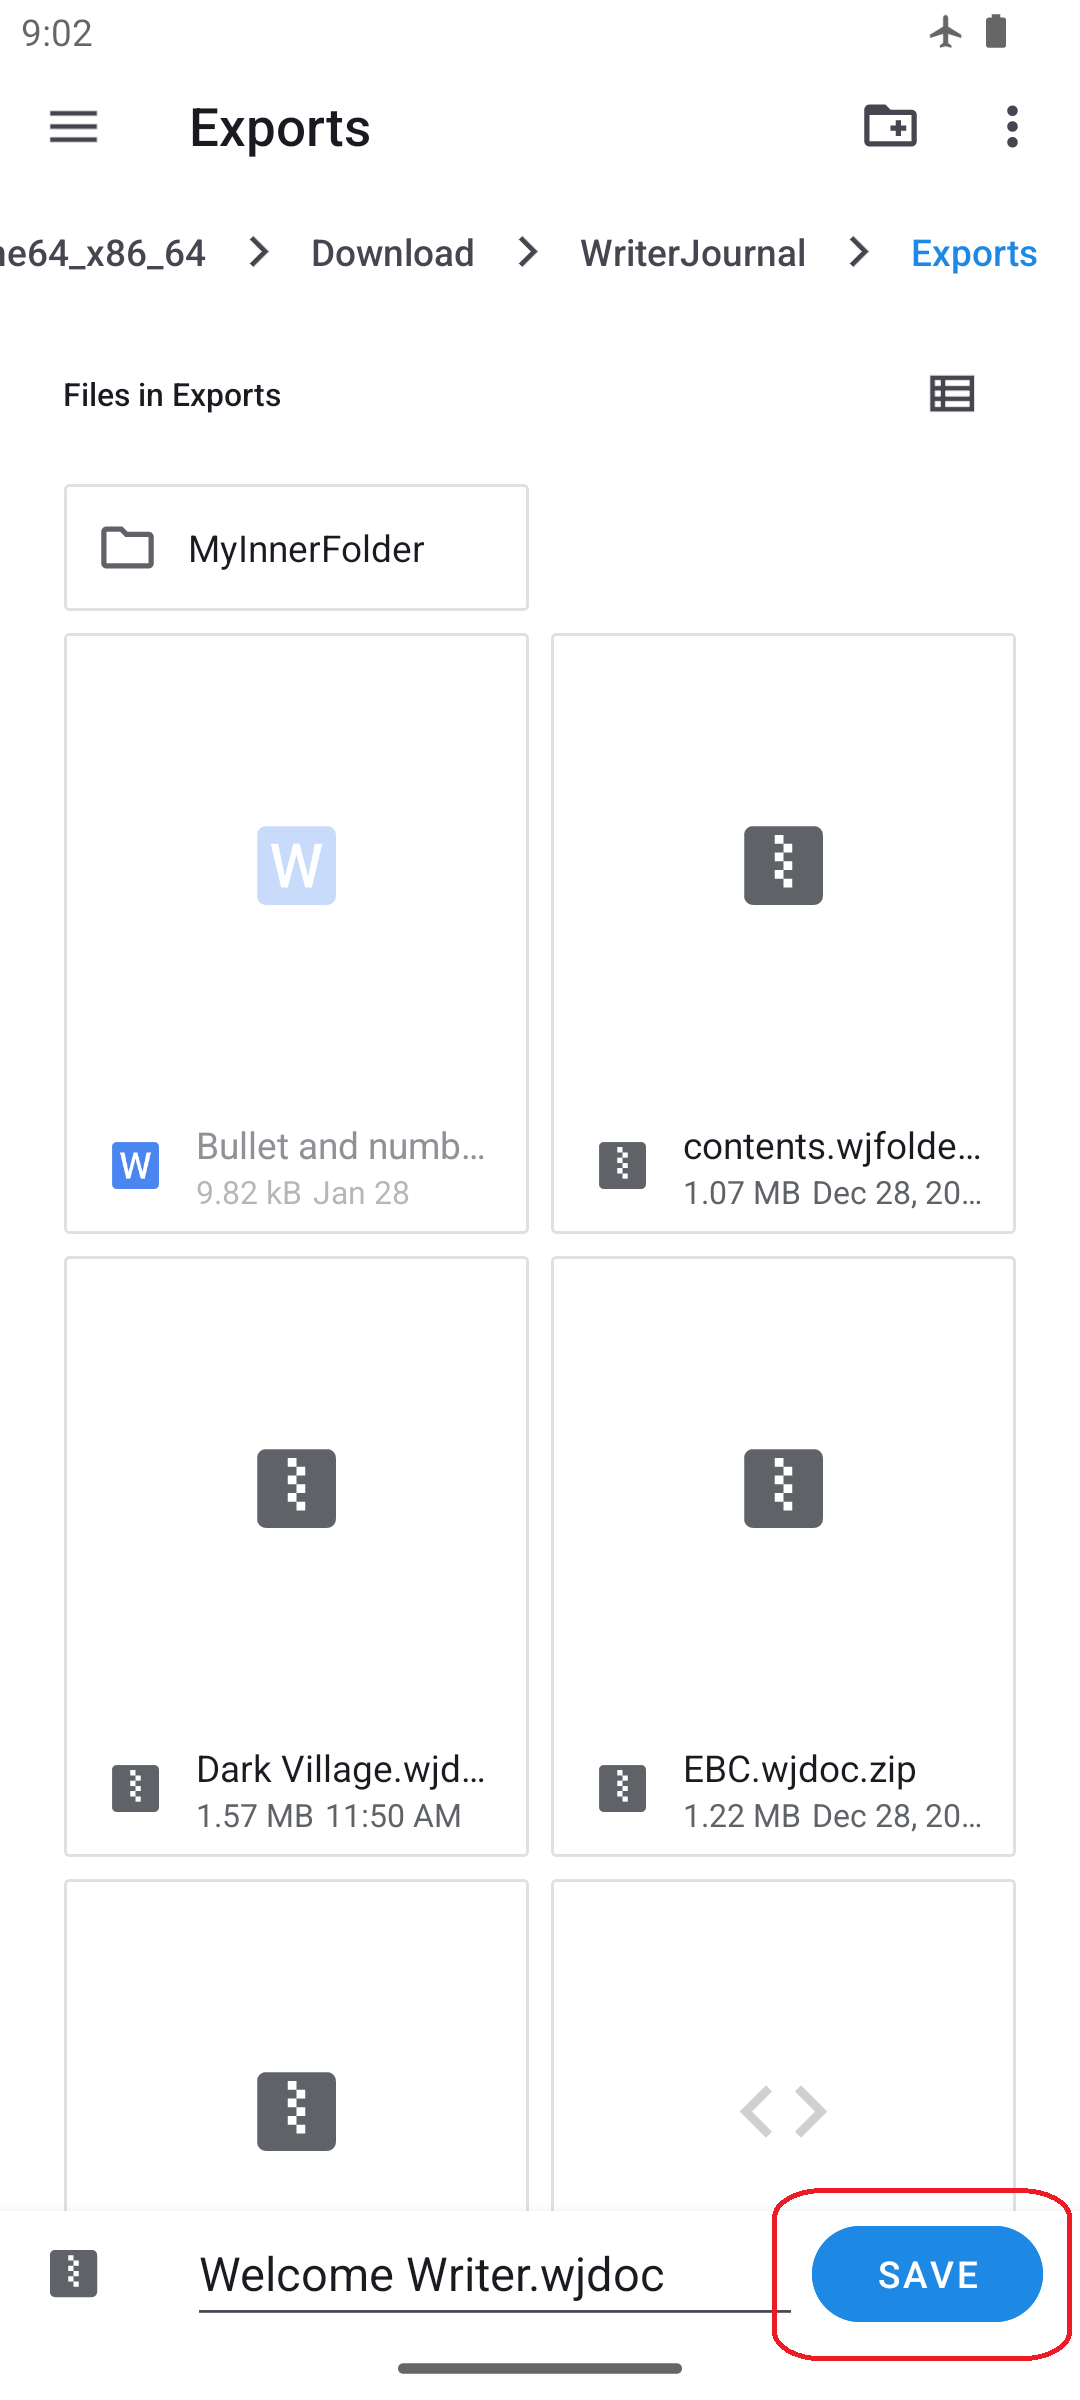 9:02
Exports
ne64_x86_64 > Download > WriterJournal > Exports
Files in Exports
MyInnerFolder
W
W Bullet and numb...
9.82 kB Jan 28
contents.wjfolde...
1.07 MB Dec 28, 20...
Dark Village.wjd...
1.57 MB 11:50 AM
EBC.wjdoc.zip
1.22 MB Dec 28, 20...
Welcome Writer.wjdoc
SAVE